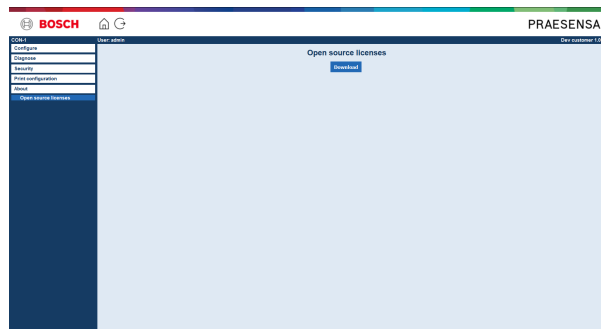 BOSCH
PRAESENSA
CON-1 User: admin Dev customer 1.0
Configure
Diagnose
Security
Print configuration
About
Open source licenses
Open source licenses
Download